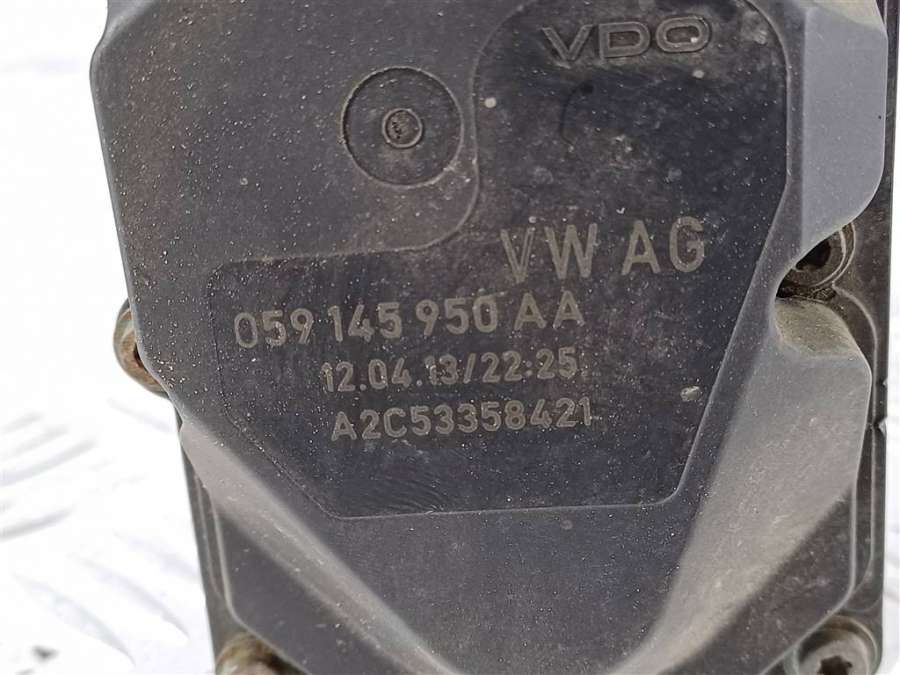 VDO
VW AG
059 145 950 AA
12.04.13/22:25
A2C53358421